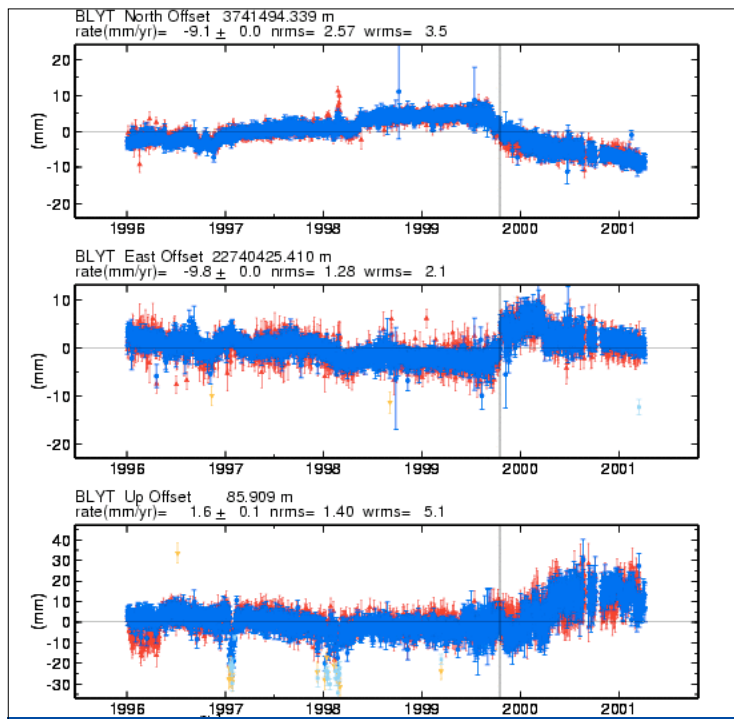 BLYT North Offset 3741494.339 m
rate(mm/yr)= -9.1 ± 0.0 nrms= 2.57 wrms= 3.5
20
10
0
-10
-20
(mm)
1996 1997 1998 1999 2000 2001
BLYT East Offset 22740425.410 m
rate(mm/yr)= -9.8 ± 0.0 nrms= 1.28 wrms= 2.1
10
0
-10
-20
(mm)
1996 1997 1998 1999 2000 2001
BLYT Up Offset 85.909 m
rate(mm/yr)= 1.6 ± 0.1 nrms= 1.40 wrms= 5.1
40
30
20
10
0
-10
-20
-30
(mm)
1996 1997 1998 1999 2000 2001